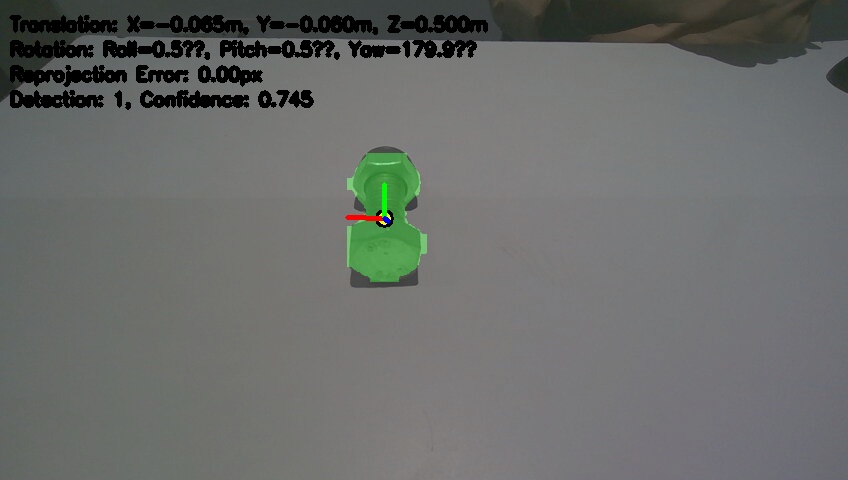 Translation: X=-0.065m, Y=-0.060m, Z=0.500m
Rotation: Roll=0.5??, Pitch=0.5??, Yaw=179.9??
Reprojection Error: 0.00px
Detection: 1, Confidence: 0.745